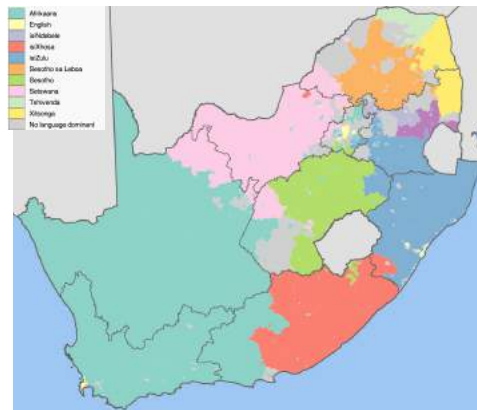 Afrikaans
English
isiNdebele
isiXhosa
isiZulu
Sesotho sa Leboa
Sesotho
Setswana
Tshivenda
Xitsonga
No language dominant